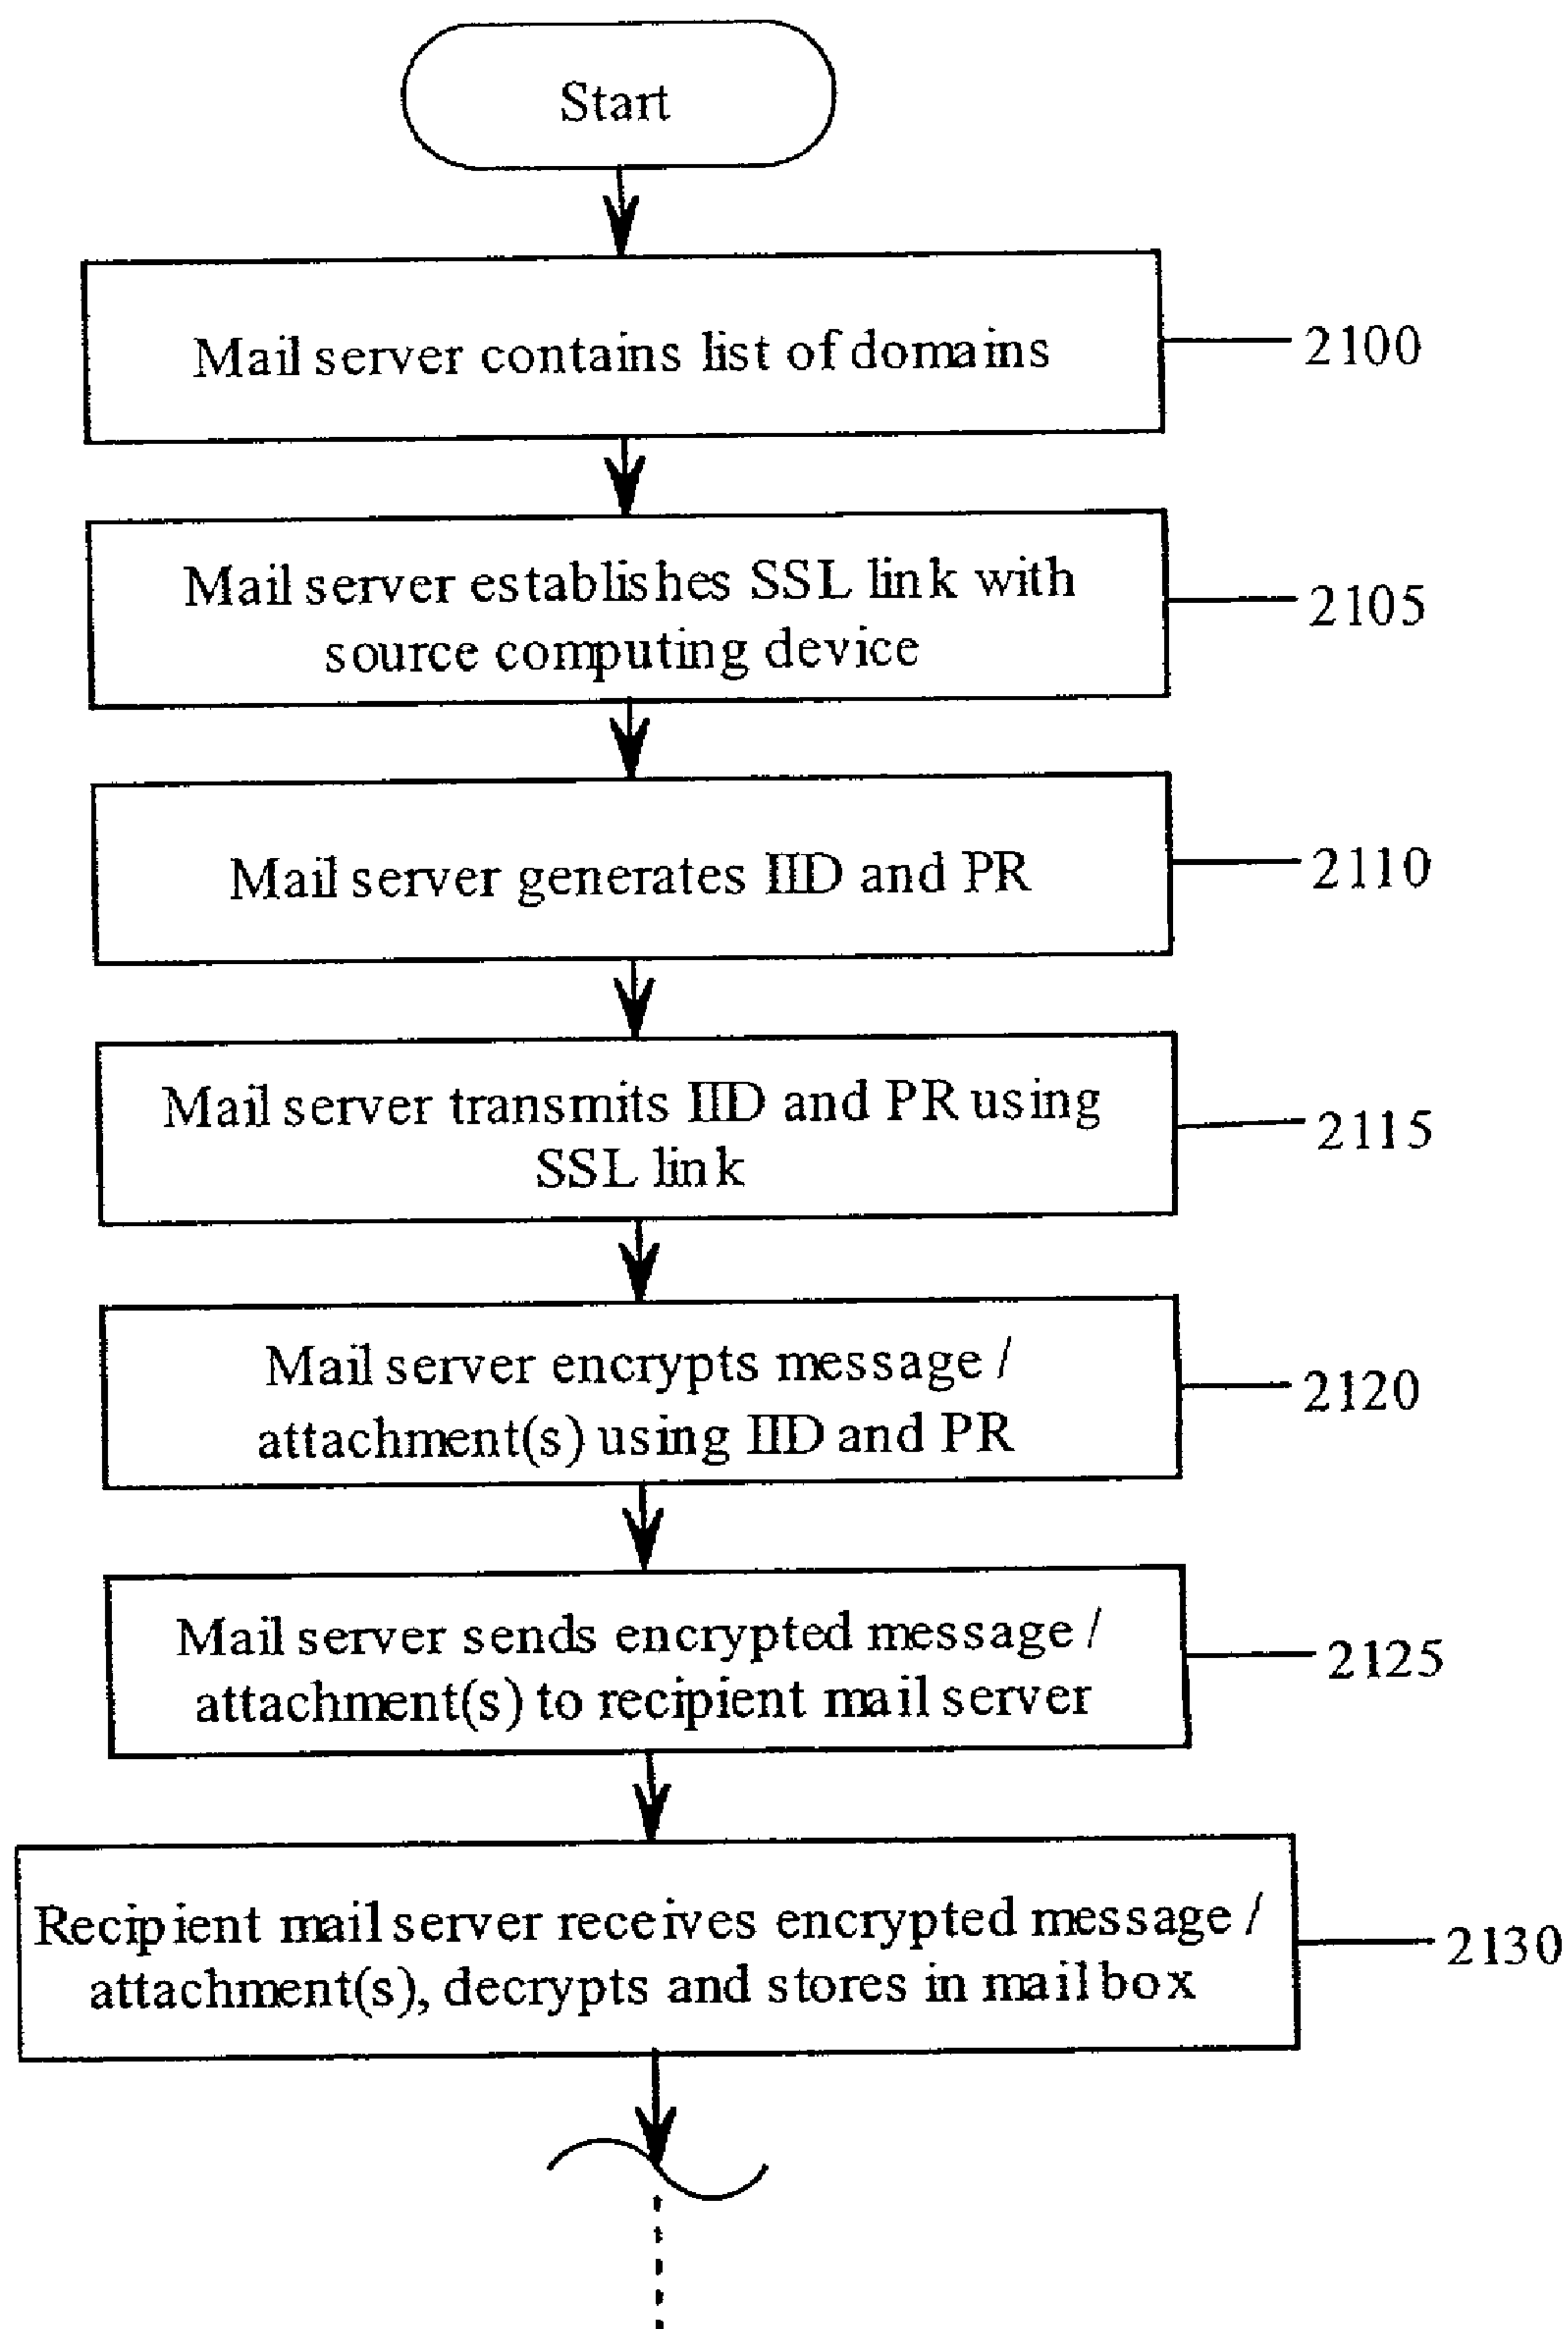 Start
Mail server contains list of domains
2100
Mail server establishes SSL link with
source computing device
2105
Mail server generates IID and PR
2110
Mail server transmits IID and PR using
SSL link
2115
Mail server encrypts message /
attachment(s) using IID and PR
2120
Mail server sends encrypted message /
attachment(s) to recipient mail server
2125
Recipient mail server receives encrypted message /
attachment(s), decrypts and stores in mail box
2130